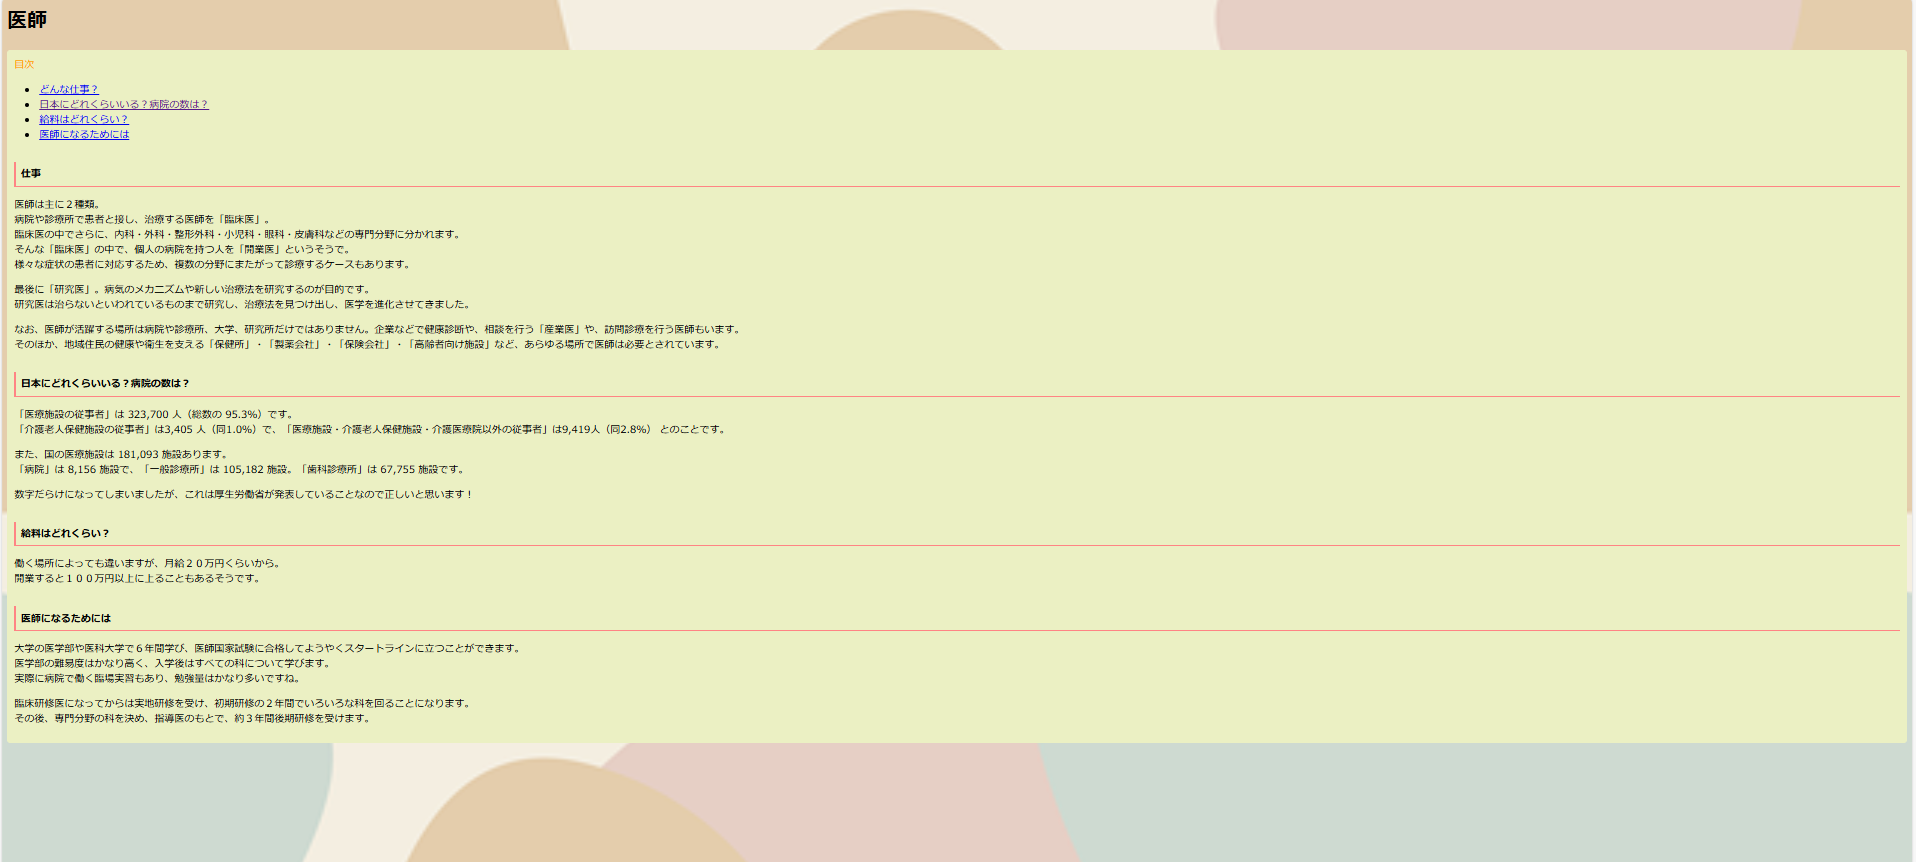 医師
目次
どんな仕事？
日本にどれくらいいる？病院の数は？
給料はどれくらい？
医師になるためには
仕事
医師は主に２種類。
病院や診療所で患者と接し、治療する医師を「臨床医」。
臨床医の中でさらに、内科・外科・整形外科・小児科・眼科・皮膚科などの専門分野に分かれます。
そんな「臨床医」の中で、個人の病院を持つ人を「開業医」というそうで。
様々な症状の患者に対応するため、複数の分野にまたがって診療するケースもあります。
最後に「研究医」。病気のメカニズムや新しい治療法を研究するのが目的です。
研究医は治らないといわれているものまで研究し、治療法を見つけ出し、医学を進化させてきました。
なお、医師が活躍する場所は病院や診療所、大学、研究所だけではありません。企業などで健康診断や、相談を行う「産業医」や、訪問診療を行う医師もいます。
そのほか、地域住民の健康や衛生を支える「保健所」・「製薬会社」・「保険会社」・「高齢者向け施設」など、あらゆる場所で医師は必要とされています。
日本にどれくらいいる？病院の数は？
「医療施設の従事者」は 323,700 人（総数の 95.3%）です。
「介護老人保健施設の従事者」は3,405 人（同1.0%）で、「医療施設・介護老人保健施設・介護医療院以外の従事者」は9,419人（同2.8%） とのことです。
また、国の医療施設は 181,093 施設あります。
「病院」は 8,156 施設で、「一般診療所」は 105,182 施設。「歯科診療所」は 67,755 施設です。
数字だらけになってしまいましたが、これは厚生労働省が発表していることなので正しいと思います！
給料はどれくらい？
働く場所によっても違いますが、月給２０万円くらいから。
開業すると１００万円以上に上ることもあるそうです。
医師になるためには
大学の医学部や医科大学で６年間学び、医師国家試験に合格してようやくスタートラインに立つことができます。
医学部の難易度はかなり高く、入学後はすべての科について学びます。
実際に病院で働く臨場実習もあり、勉強量はかなり多いですね。
臨床研修医になってからは実地研修を受け、初期研修の２年間でいろいろな科を回ることになります。
その後、専門分野の科を決め、指導医のもとで、約３年間後期研修を受けます。